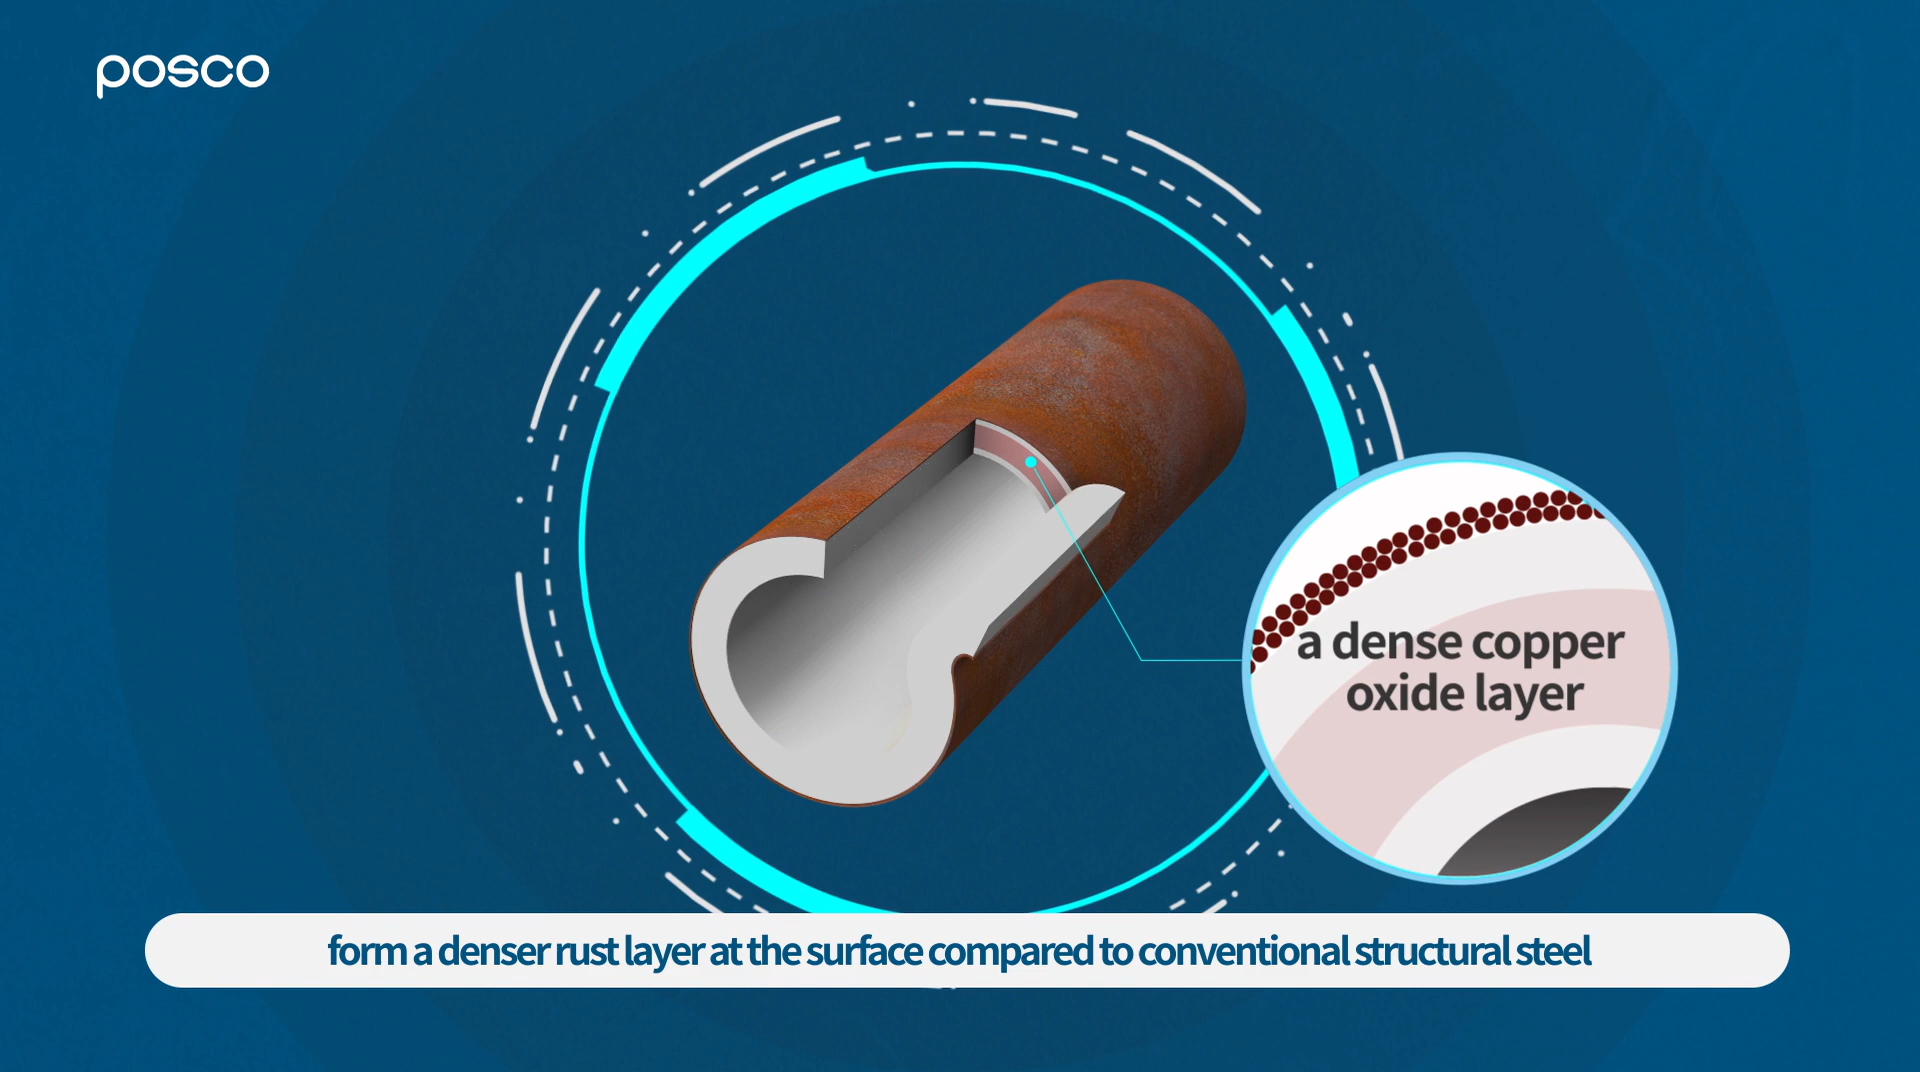 posco
a dense copper
oxide layer
form a denser rust layer at the surface compared to conventional structural steel